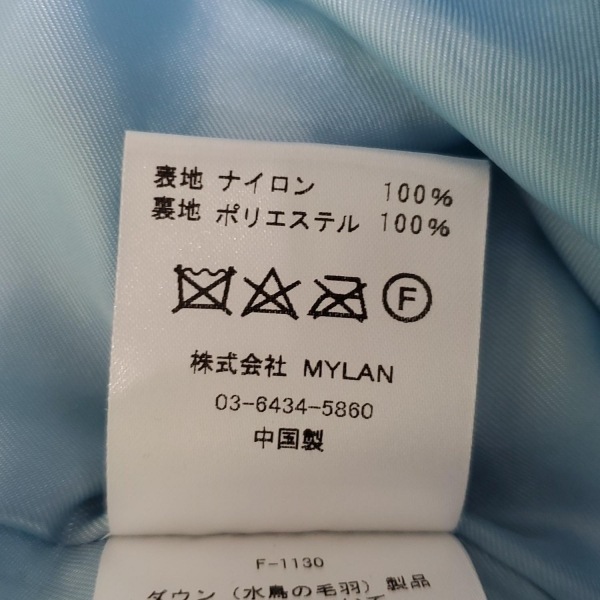 表地 ナイロン 100%
裏地 ポリエステル 100%
F
株式会社 MYLAN
03-6434-5860
中国製
F-1130
ダウン(水鳥の毛羽)製品